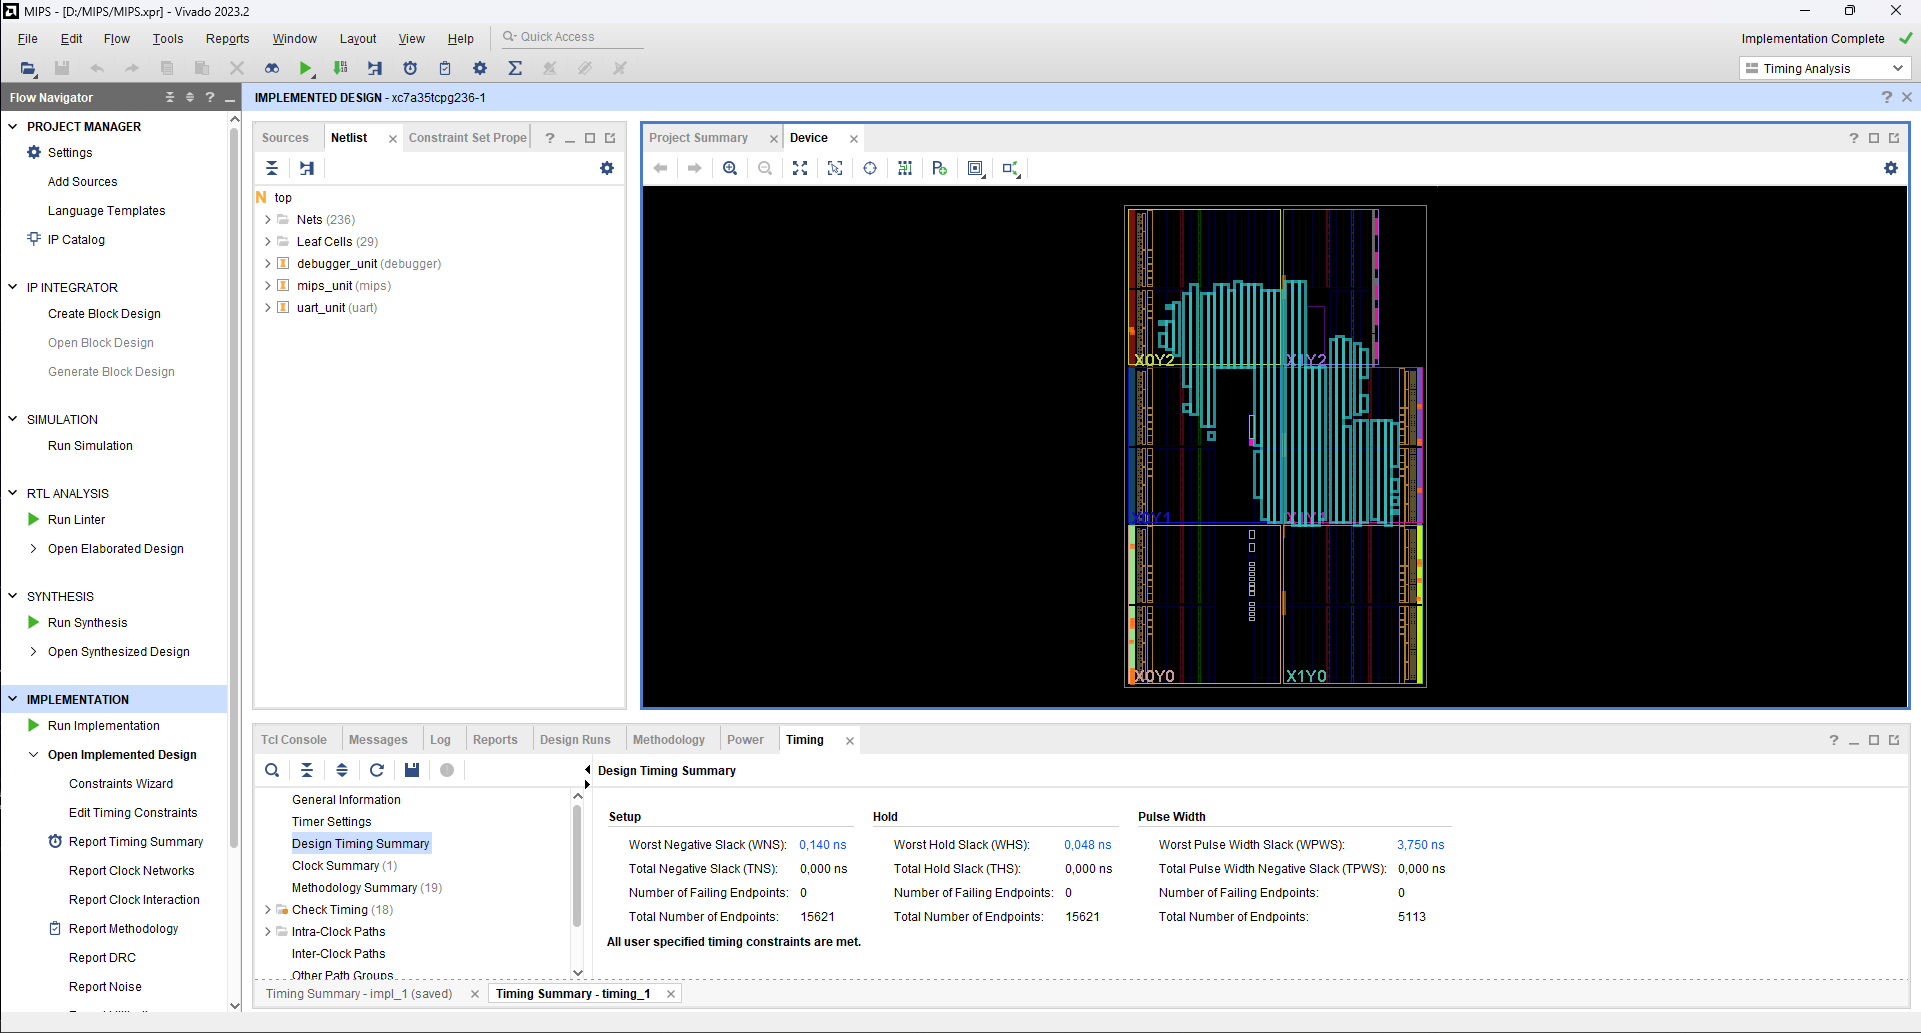 MIPS - [D:/MIPS/MIPS.xpr] - Vivado 2023.2
File Edit Flow Tools Reports Window Layout View Help Quick Access
Implementation Complete
Timing Analysis
Flow Navigator
IMPLEMENTED DESIGN - xc7a35tcpg236-1
PROJECT MANAGER
Settings
Add Sources
Language Templates
IP Catalog
IP INTEGRATOR
Create Block Design
Open Block Design
Generate Block Design
SIMULATION
Run Simulation
RTL ANALYSIS
Run Linter
Open Elaborated Design
SYNTHESIS
Run Synthesis
Open Synthesized Design
IMPLEMENTATION
Run Implementation
Open Implemented Design
Constraints Wizard
Edit Timing Constraints
Report Timing Summary
Report Clock Networks
Report Clock Interaction
Report Methodology
Report DRC
Report Noise
Sources Netlist Constraint Set Prope
top
Nets (236)
Leaf Cells (29)
debugger_unit (debugger)
mips_unit (mips)
uart_unit (uart)
Project Summary Device
X0Y2 X1Y2
X0Y1 X1Y1
X0Y0 X1Y0
Tcl Console Messages Log Reports Design Runs Methodology Power Timing
General Information
Timer Settings
Design Timing Summary
Clock Summary (1)
Methodology Summary (19)
Check Timing (18)
Intra-Clock Paths
Inter-Clock Paths
Other Path Groups
Design Timing Summary
Setup Hold Pulse Width
Worst Negative Slack (WNS): 0,140 ns Worst Hold Slack (WHS): 0,048 ns Worst Pulse Width Slack (WPWS): 3,750 ns
Total Negative Slack (TNS): 0,000 ns Total Hold Slack (THS): 0,000 ns Total Pulse Width Negative Slack (TPWS): 0,000 ns
Number of Failing Endpoints: 0 Number of Failing Endpoints: 0 Number of Failing Endpoints: 0
Total Number of Endpoints: 15621 Total Number of Endpoints: 15621 Total Number of Endpoints: 5113
All user specified timing constraints are met.
Timing Summary - impl_1 (saved) Timing Summary - timing_1